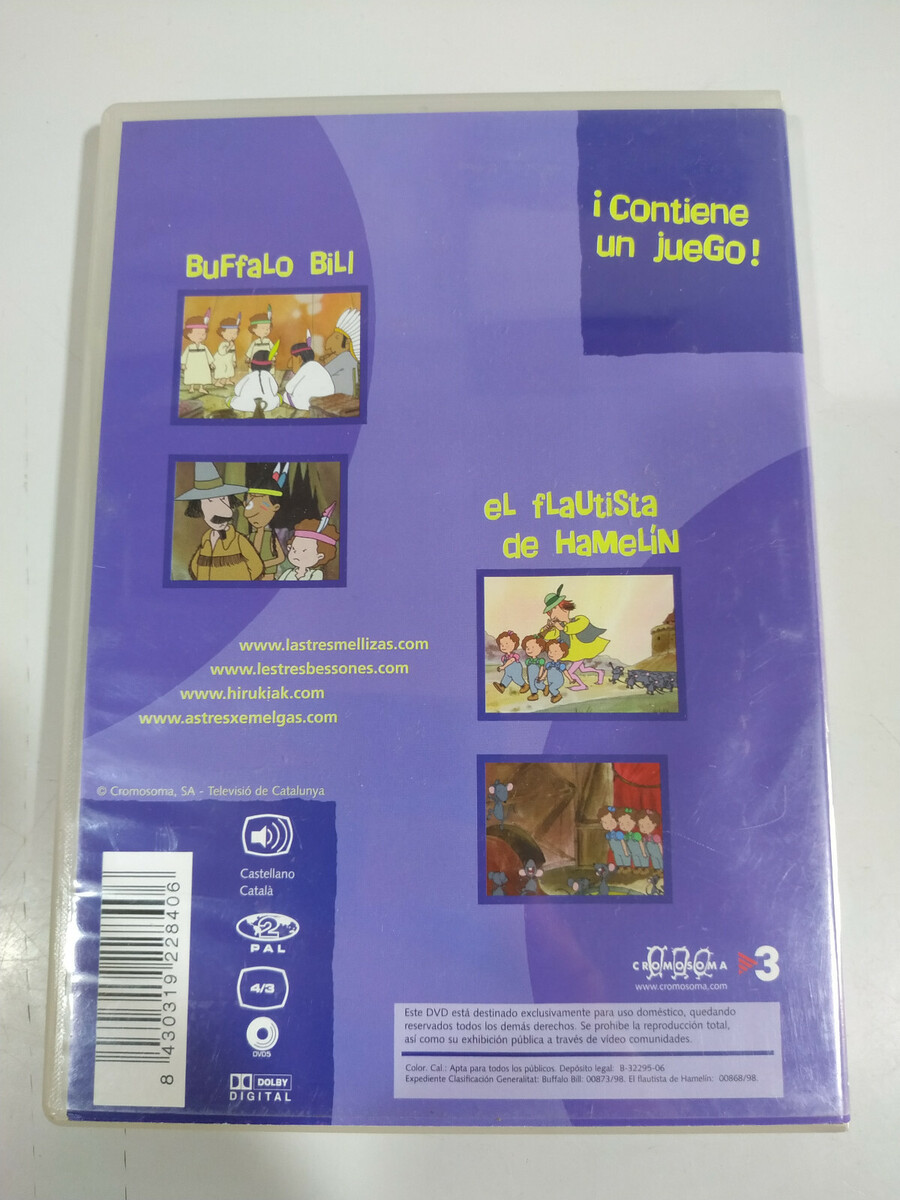 ¡Contiene
un jueGo!
BuFfaLo BiLl
eL fLautista
de HaMeLíN
www.lastresmellizas.com
www.lestresbessones.com
www.hirukiak.com
www.astresxemelgas.com
© Cromosoma, SA - Televisió de Catalunya
Castellano
Català
2
PAL
4/3
DVD5
DOLBY
DIGITAL
8 430319 228406
CROMOSOMA
3
www.cromosoma.com
Este DVD está destinado exclusivamente para uso doméstico, quedando
reservados todos los demás derechos. Se prohibe la reproducción total,
así como su exhibición pública a través de vídeo comunidades.
Color. Cal.: Apta para todos los públicos. Depósito legal: B-32295-06
Expediente Clasificación Generalitat: Buffalo Bill: 00873/98. El flautista de Hamelín: 00868/98.